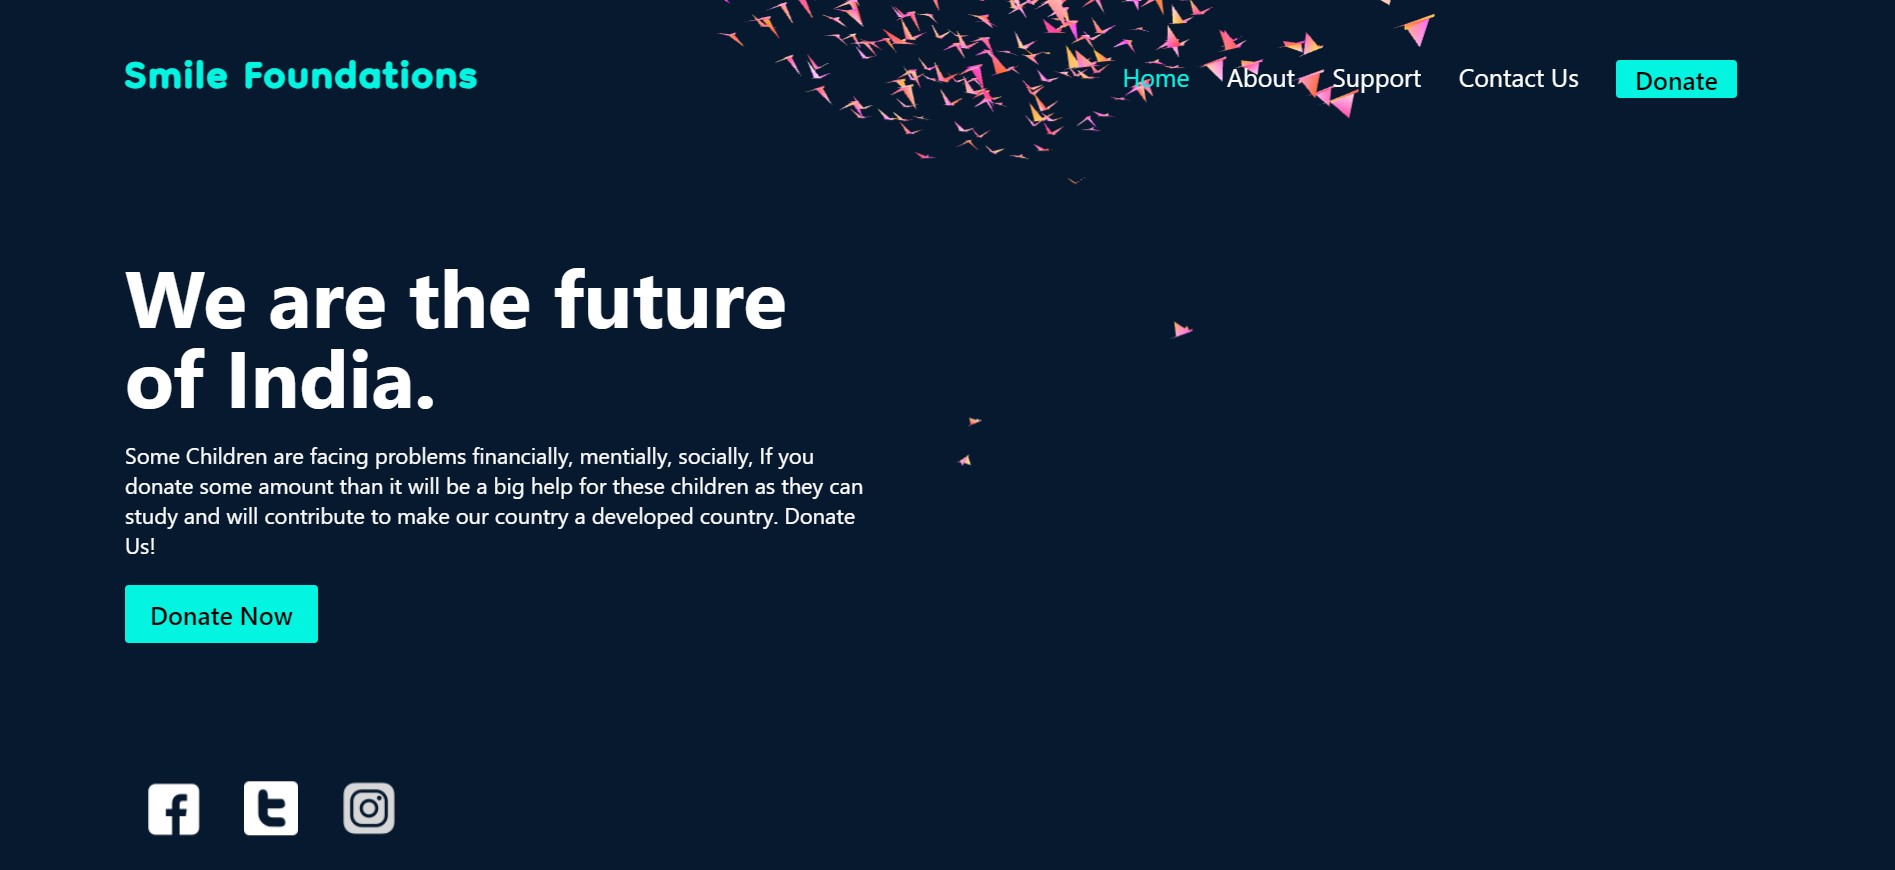 Smile Foundations
Home About Support Contact Us Donate
We are the future
of India.
Some Children are facing problems financially, mentially, socially, If you
donate some amount than it will be a big help for these children as they can
study and will contribute to make our country a developed country. Donate
Us!
Donate Now